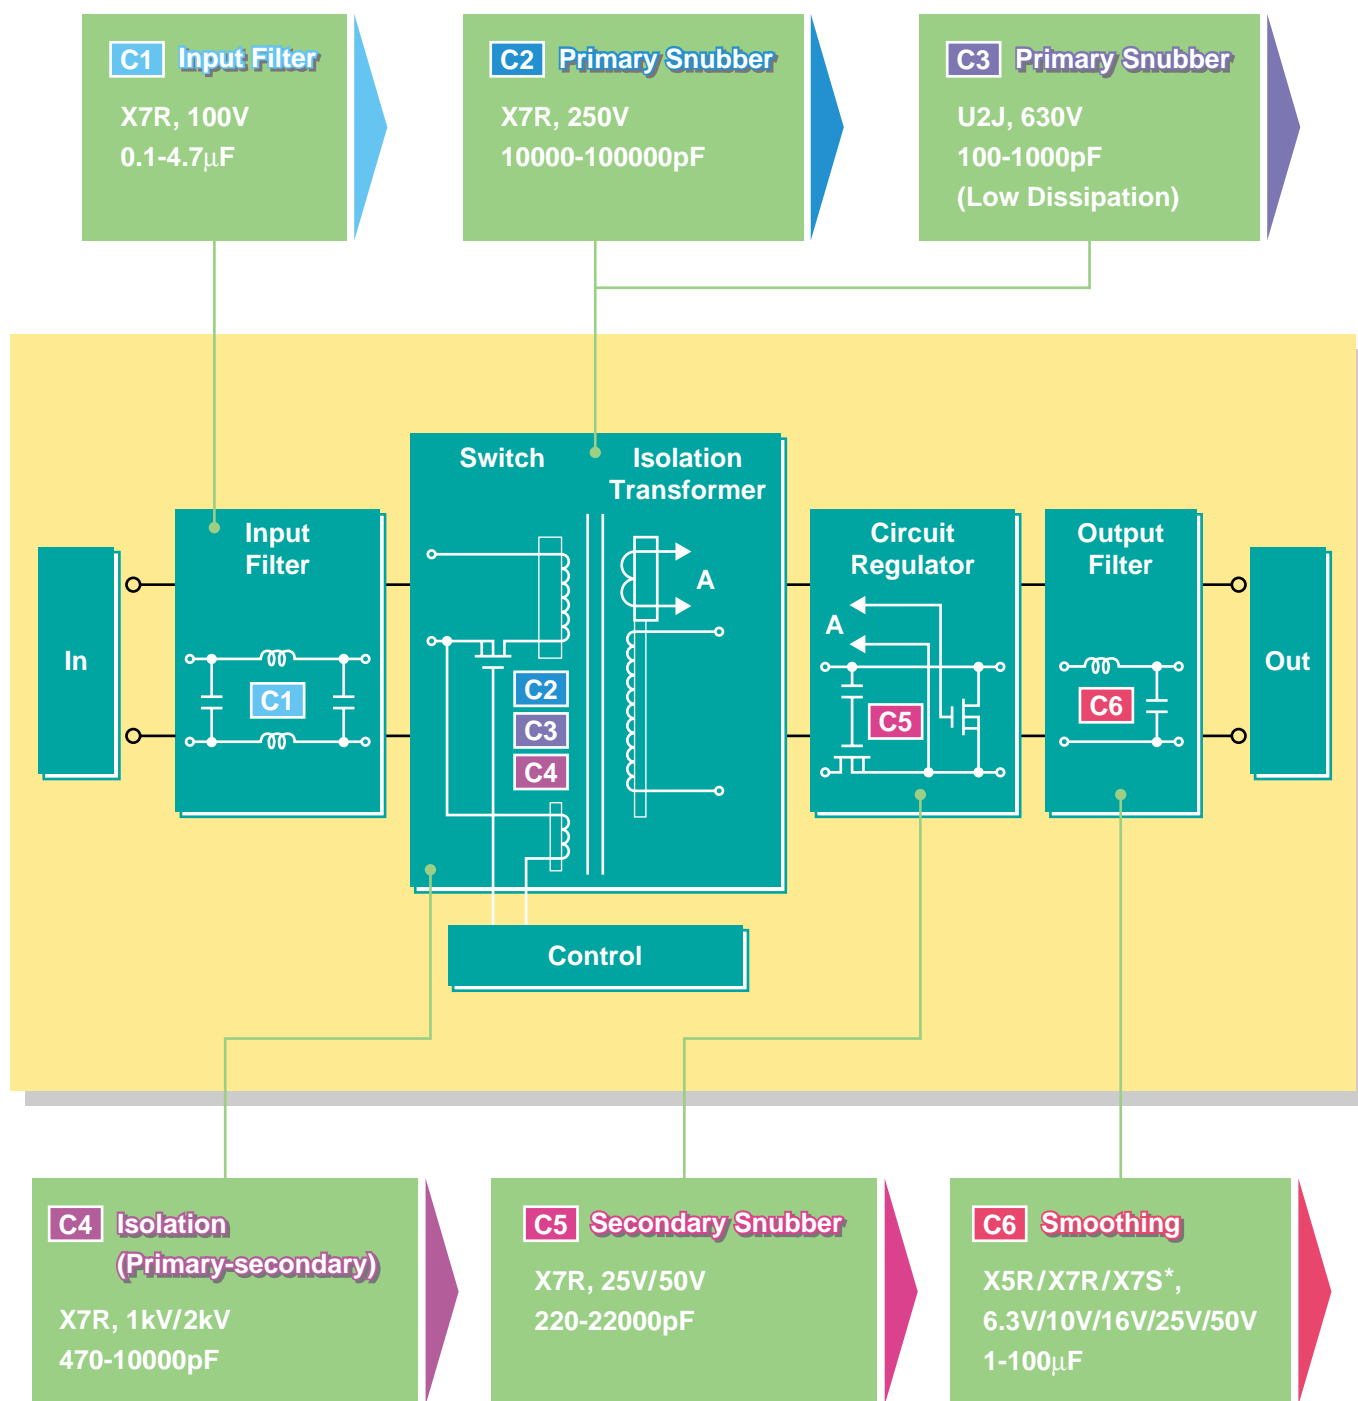 C1 Input Filter
X7R, 100V
0.1-4.7μF
C2 Primary Snubber
X7R, 250V
10000-100000pF
C3 Primary Snubber
U2J, 630V
100-1000pF
(Low Dissipation)
Switch
Isolation
Transformer
Input
Filter
Circuit
Regulator
Output
Filter
In
A
A
Out
C1
C2
C3
C4
C5
C6
Control
C4 Isolation
(Primary-secondary)
X7R, 1kV/2kV
470-10000pF
C5 Secondary Snubber
X7R, 25V/50V
220-22000pF
C6 Smoothing
X5R/X7R/X7S*,
6.3V/10V/16V/25V/50V
1-100μF